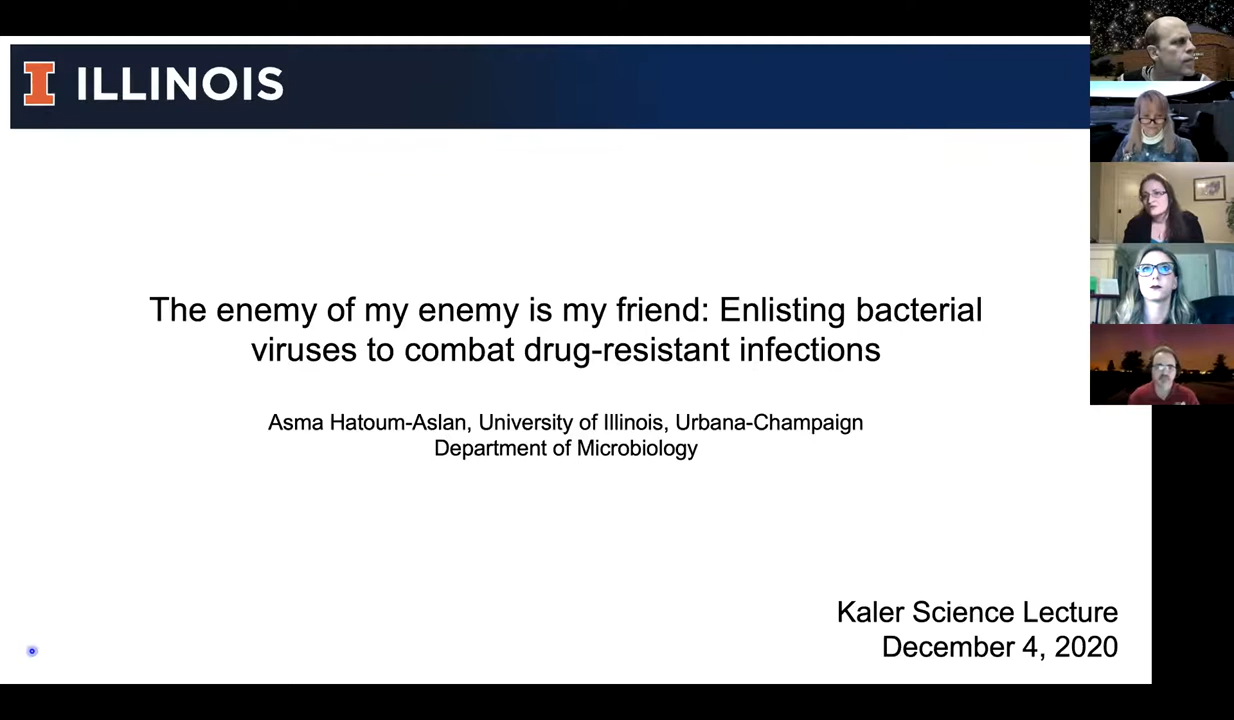 ILLINOIS
The enemy of my enemy is my friend: Enlisting bacterial
viruses to combat drug-resistant infections
Asma Hatoum-Aslan, University of Illinois, Urbana-Champaign
Department of Microbiology
Kaler Science Lecture
December 4, 2020